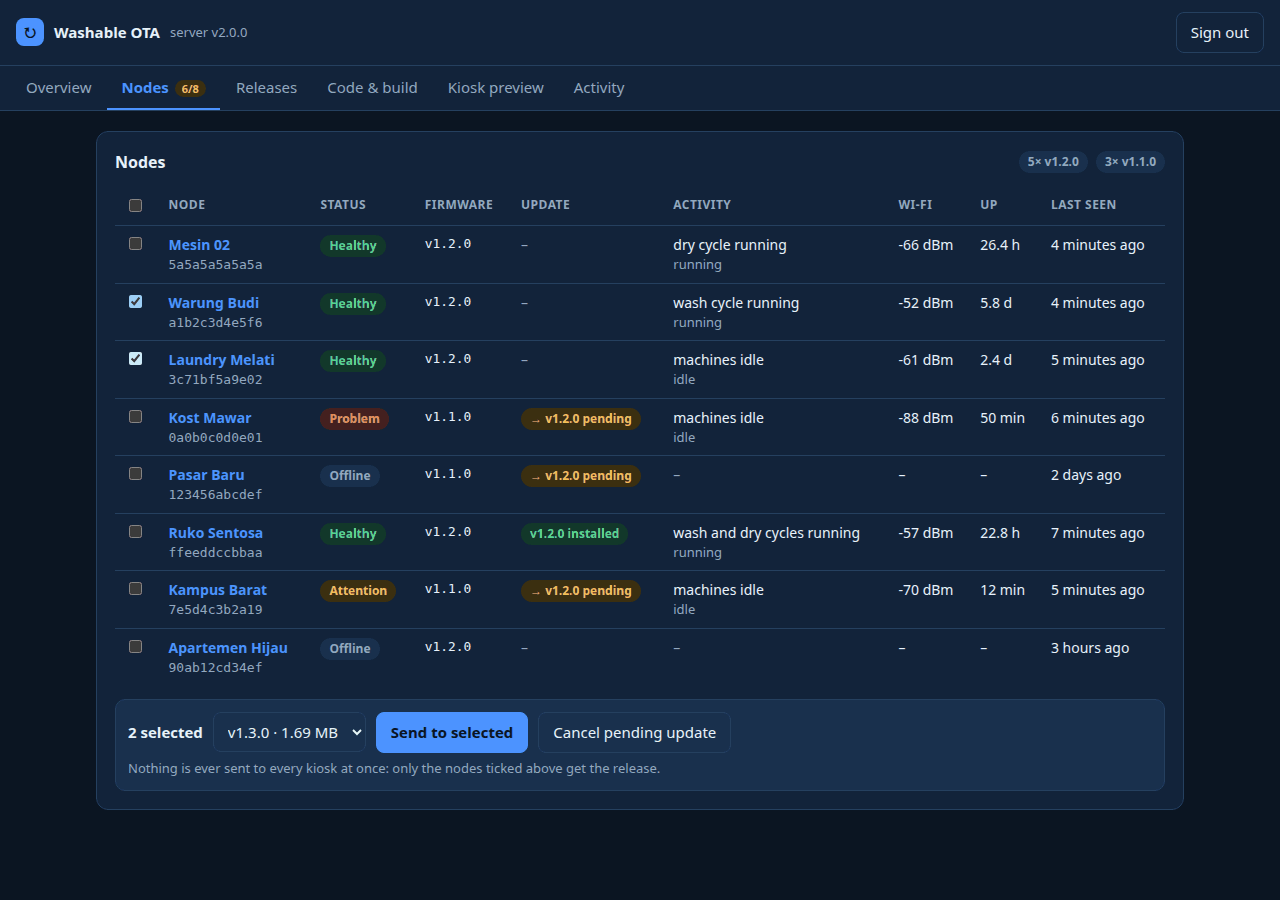 ↻ Washable OTA server v2.0.0 Sign out
Overview Nodes 6/8 Releases Code & build Kiosk preview Activity
Nodes 5× v1.2.0 3× v1.1.0
NODE STATUS FIRMWARE UPDATE ACTIVITY WI-FI UP LAST SEEN
Mesin 02 Healthy v1.2.0 – dry cycle running -66 dBm 26.4 h 4 minutes ago
5a5a5a5a5a5a running
Warung Budi Healthy v1.2.0 – wash cycle running -52 dBm 5.8 d 4 minutes ago
a1b2c3d4e5f6 running
Laundry Melati Healthy v1.2.0 – machines idle -61 dBm 2.4 d 5 minutes ago
3c71bf5a9e02 idle
Kost Mawar Problem v1.1.0 → v1.2.0 pending machines idle -88 dBm 50 min 6 minutes ago
0a0b0c0d0e01 idle
Pasar Baru Offline v1.1.0 → v1.2.0 pending – – – 2 days ago
123456abcdef
Ruko Sentosa Healthy v1.2.0 v1.2.0 installed wash and dry cycles running -57 dBm 22.8 h 7 minutes ago
ffeeddccbbaa running
Kampus Barat Attention v1.1.0 → v1.2.0 pending machines idle -70 dBm 12 min 5 minutes ago
7e5d4c3b2a19 idle
Apartemen Hijau Offline v1.2.0 – – – – 3 hours ago
90ab12cd34ef
2 selected v1.3.0 · 1.69 MB Send to selected Cancel pending update
Nothing is ever sent to every kiosk at once: only the nodes ticked above get the release.